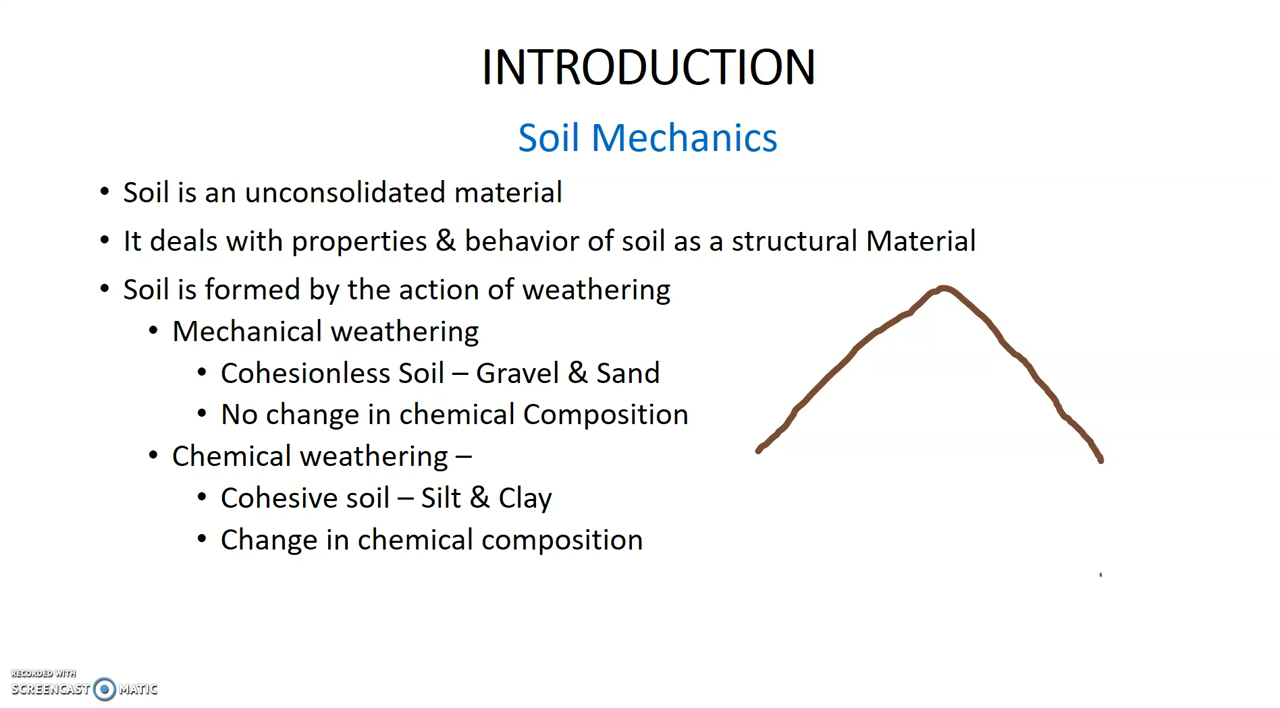 INTRODUCTION
Soil Mechanics
• Soil is an unconsolidated material
• It deals with properties & behavior of soil as a structural Material
• Soil is formed by the action of weathering
• Mechanical weathering
• Cohesionless Soil – Gravel & Sand
• No change in chemical Composition
• Chemical weathering –
• Cohesive soil – Silt & Clay
• Change in chemical composition
RECORDED WITH
SCREENCAST MATIC